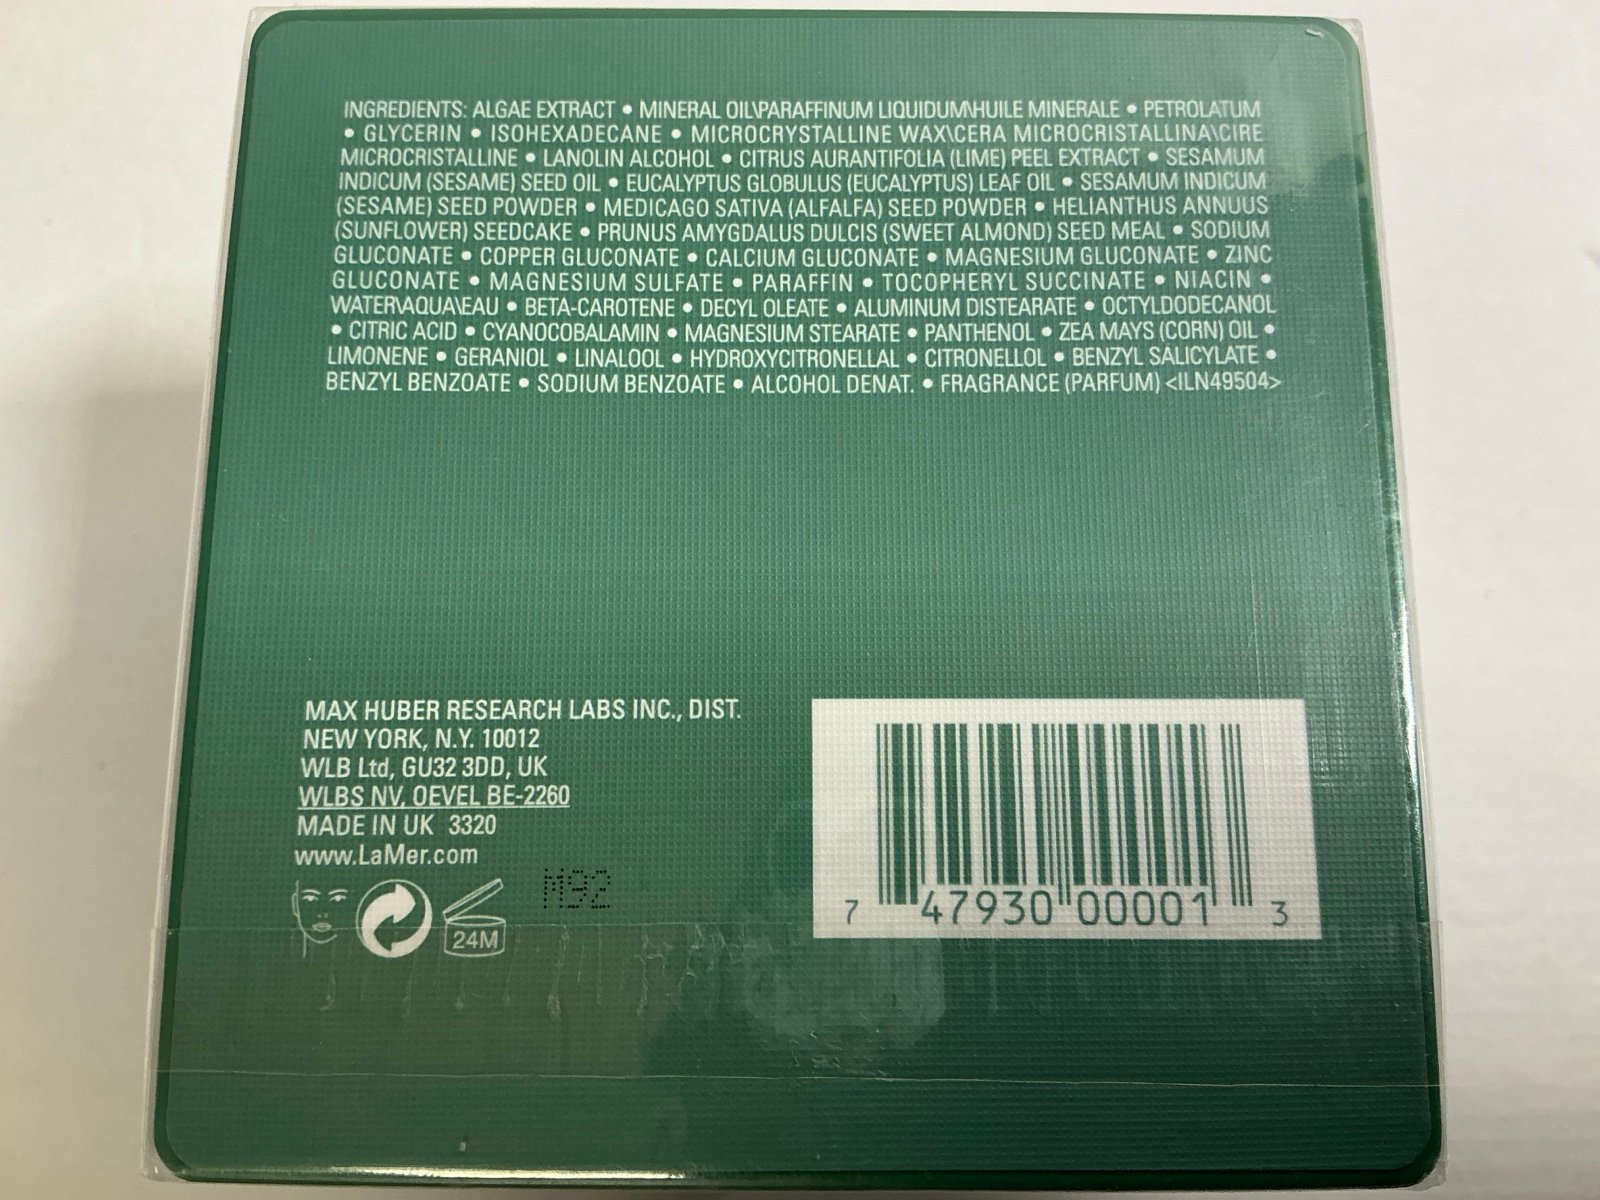 INGREDIENTS: ALGAE EXTRACT • MINERAL OIL\PARAFFINUM LIQUIDUM\HUILE MINERALE • PETROLATUM
• GLYCERIN • ISOHEXADECANE • MICROCRYSTALLINE WAX\CERA MICROCRISTALLINA\CIRE
MICROCRISTALLINE • LANOLIN ALCOHOL • CITRUS AURANTIFOLIA (LIME) PEEL EXTRACT • SESAMUM
INDICUM (SESAME) SEED OIL • EUCALYPTUS GLOBULUS (EUCALYPTUS) LEAF OIL • SESAMUM INDICUM
(SESAME) SEED POWDER • MEDICAGO SATIVA (ALFALFA) SEED POWDER • HELIANTHUS ANNUUS
(SUNFLOWER) SEEDCAKE • PRUNUS AMYGDALUS DULCIS (SWEET ALMOND) SEED MEAL • SODIUM
GLUCONATE • COPPER GLUCONATE • CALCIUM GLUCONATE • MAGNESIUM GLUCONATE • ZINC
GLUCONATE • MAGNESIUM SULFATE • PARAFFIN • TOCOPHERYL SUCCINATE • NIACIN •
WATER\AQUA\EAU • BETA-CAROTENE • DECYL OLEATE • ALUMINUM DISTEARATE • OCTYLDODECANOL
• CITRIC ACID • CYANOCOBALAMIN • MAGNESIUM STEARATE • PANTHENOL • ZEA MAYS (CORN) OIL •
LIMONENE • GERANIOL • LINALOOL • HYDROXYCITRONELLAL • CITRONELLOL • BENZYL SALICYLATE •
BENZYL BENZOATE • SODIUM BENZOATE • ALCOHOL DENAT. • FRAGRANCE (PARFUM) <ILN49504>
MAX HUBER RESEARCH LABS INC., DIST.
NEW YORK, N.Y. 10012
WLB Ltd, GU32 3DD, UK
WLBS NV, OEVEL BE-2260
MADE IN UK 3320
www.LaMer.com
M92
24M
7 47930 00001 3